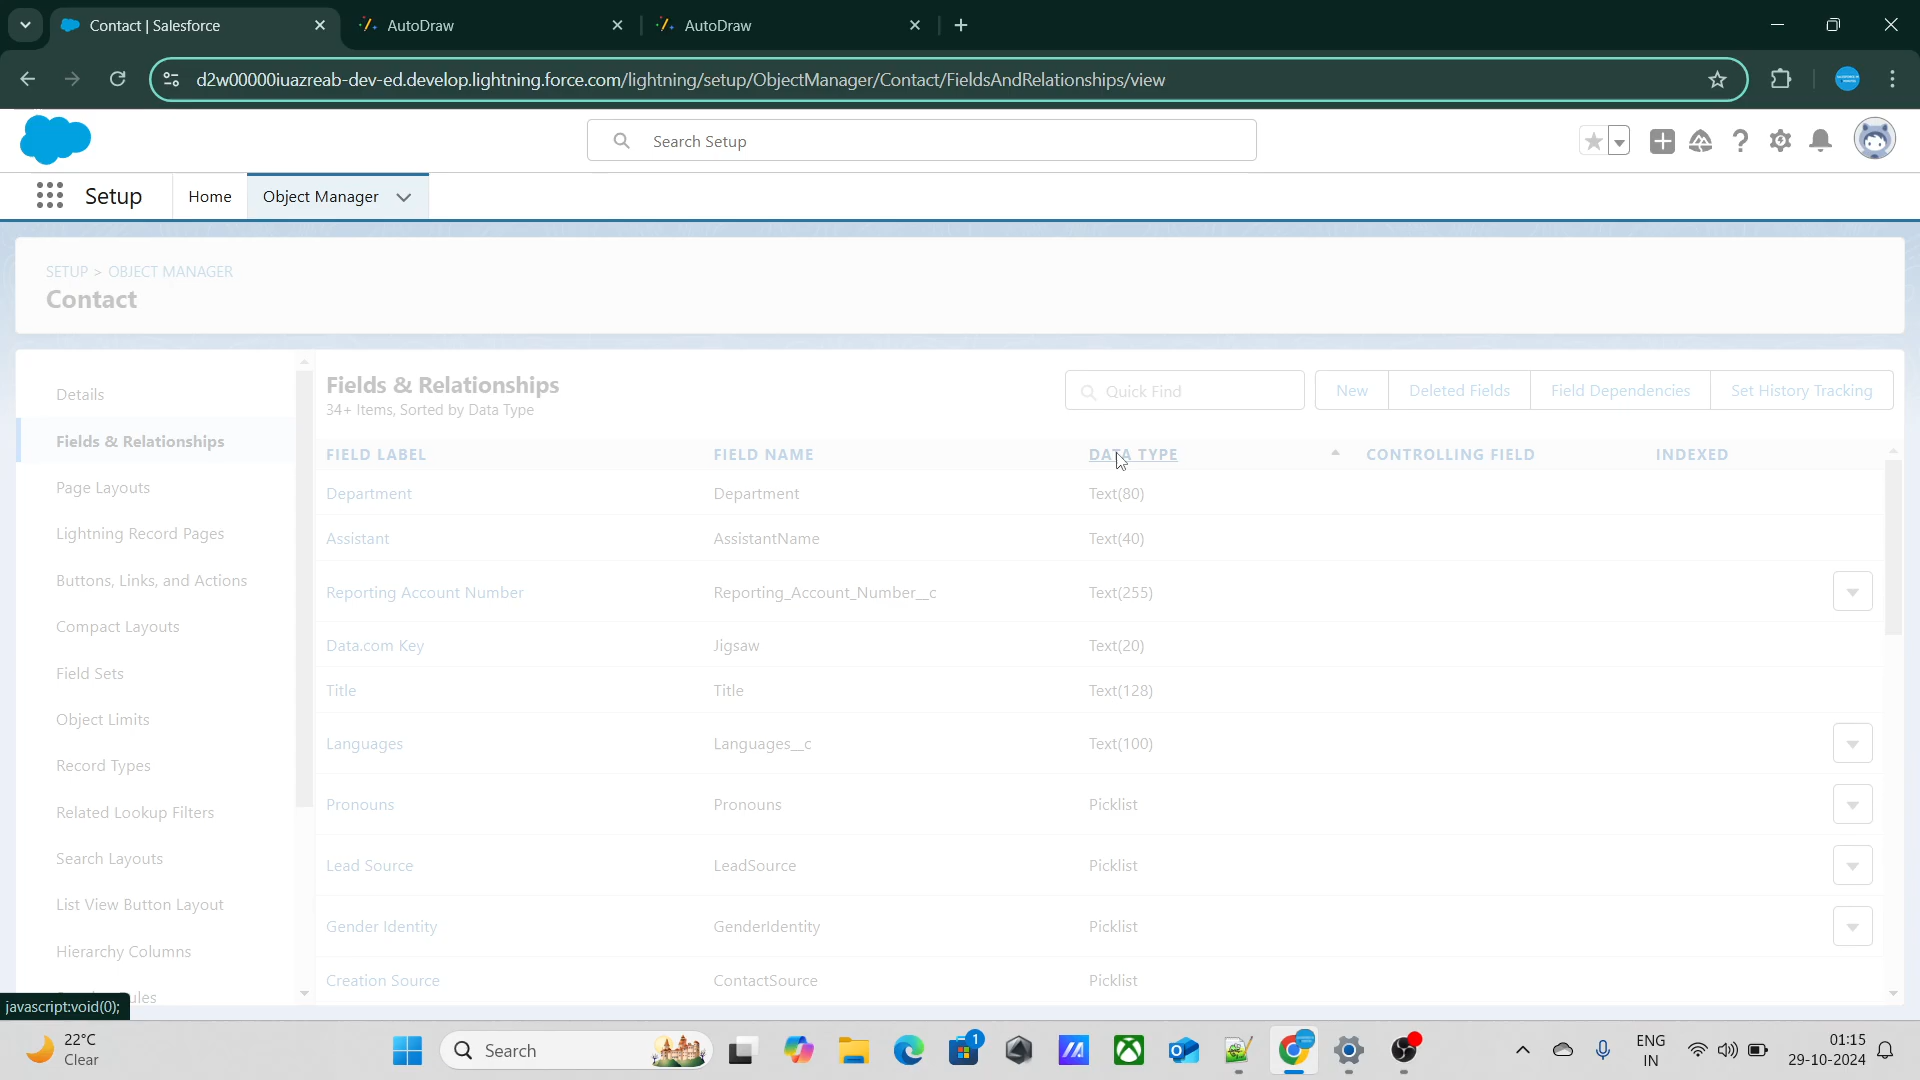 Contact | Salesforce
AutoDraw
AutoDraw
d2w00000iuazreab-dev-ed.develop.lightning.force.com/lightning/setup/ObjectManager/Contact/FieldsAndRelationships/view
Search Setup
Setup
Home
Object Manager
SETUP > OBJECT MANAGER
Contact
Details
Fields & Relationships
Page Layouts
Lightning Record Pages
Buttons, Links, and Actions
Compact Layouts
Field Sets
Object Limits
Record Types
Related Lookup Filters
Search Layouts
List View Button Layout
Hierarchy Columns
Fields & Relationships
34+ Items, Sorted by Data Type
Quick Find
New
Deleted Fields
Field Dependencies
Set History Tracking
FIELD LABEL FIELD NAME DATA TYPE CONTROLLING FIELD INDEXED
Department Department Text(80)
Assistant AssistantName Text(40)
Reporting Account Number Reporting_Account_Number__c Text(255)
Data.com Key Jigsaw Text(20)
Title Title Text(128)
Languages Languages__c Text(100)
Pronouns Pronouns Picklist
Lead Source LeadSource Picklist
Gender Identity GenderIdentity Picklist
Creation Source ContactSource Picklist
javascript:void(0);
22°C
Clear
Search
1
ENG
IN
01:15
29-10-2024